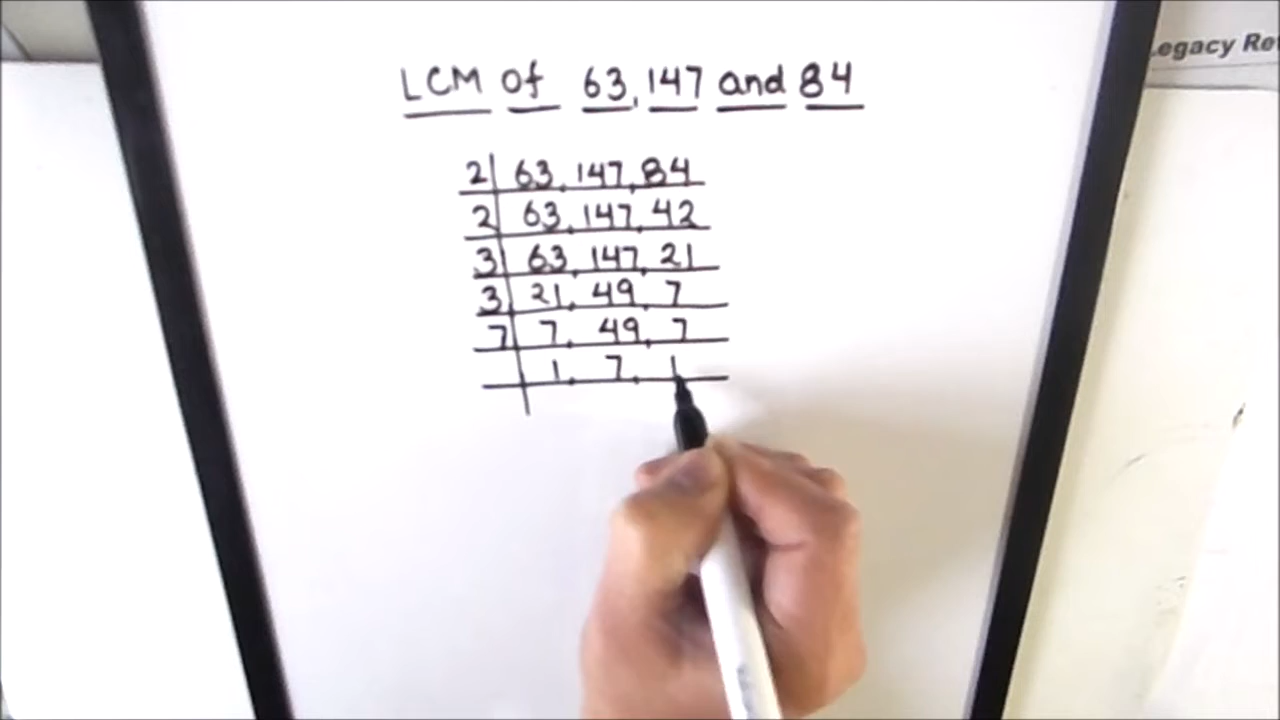 LCM of 63, 147 and 84
2 63, 147, 84
2 63, 147, 42
3 63, 147, 21
3 21, 49, 7
7 7, 49, 7
1, 7, 1
egacy Re